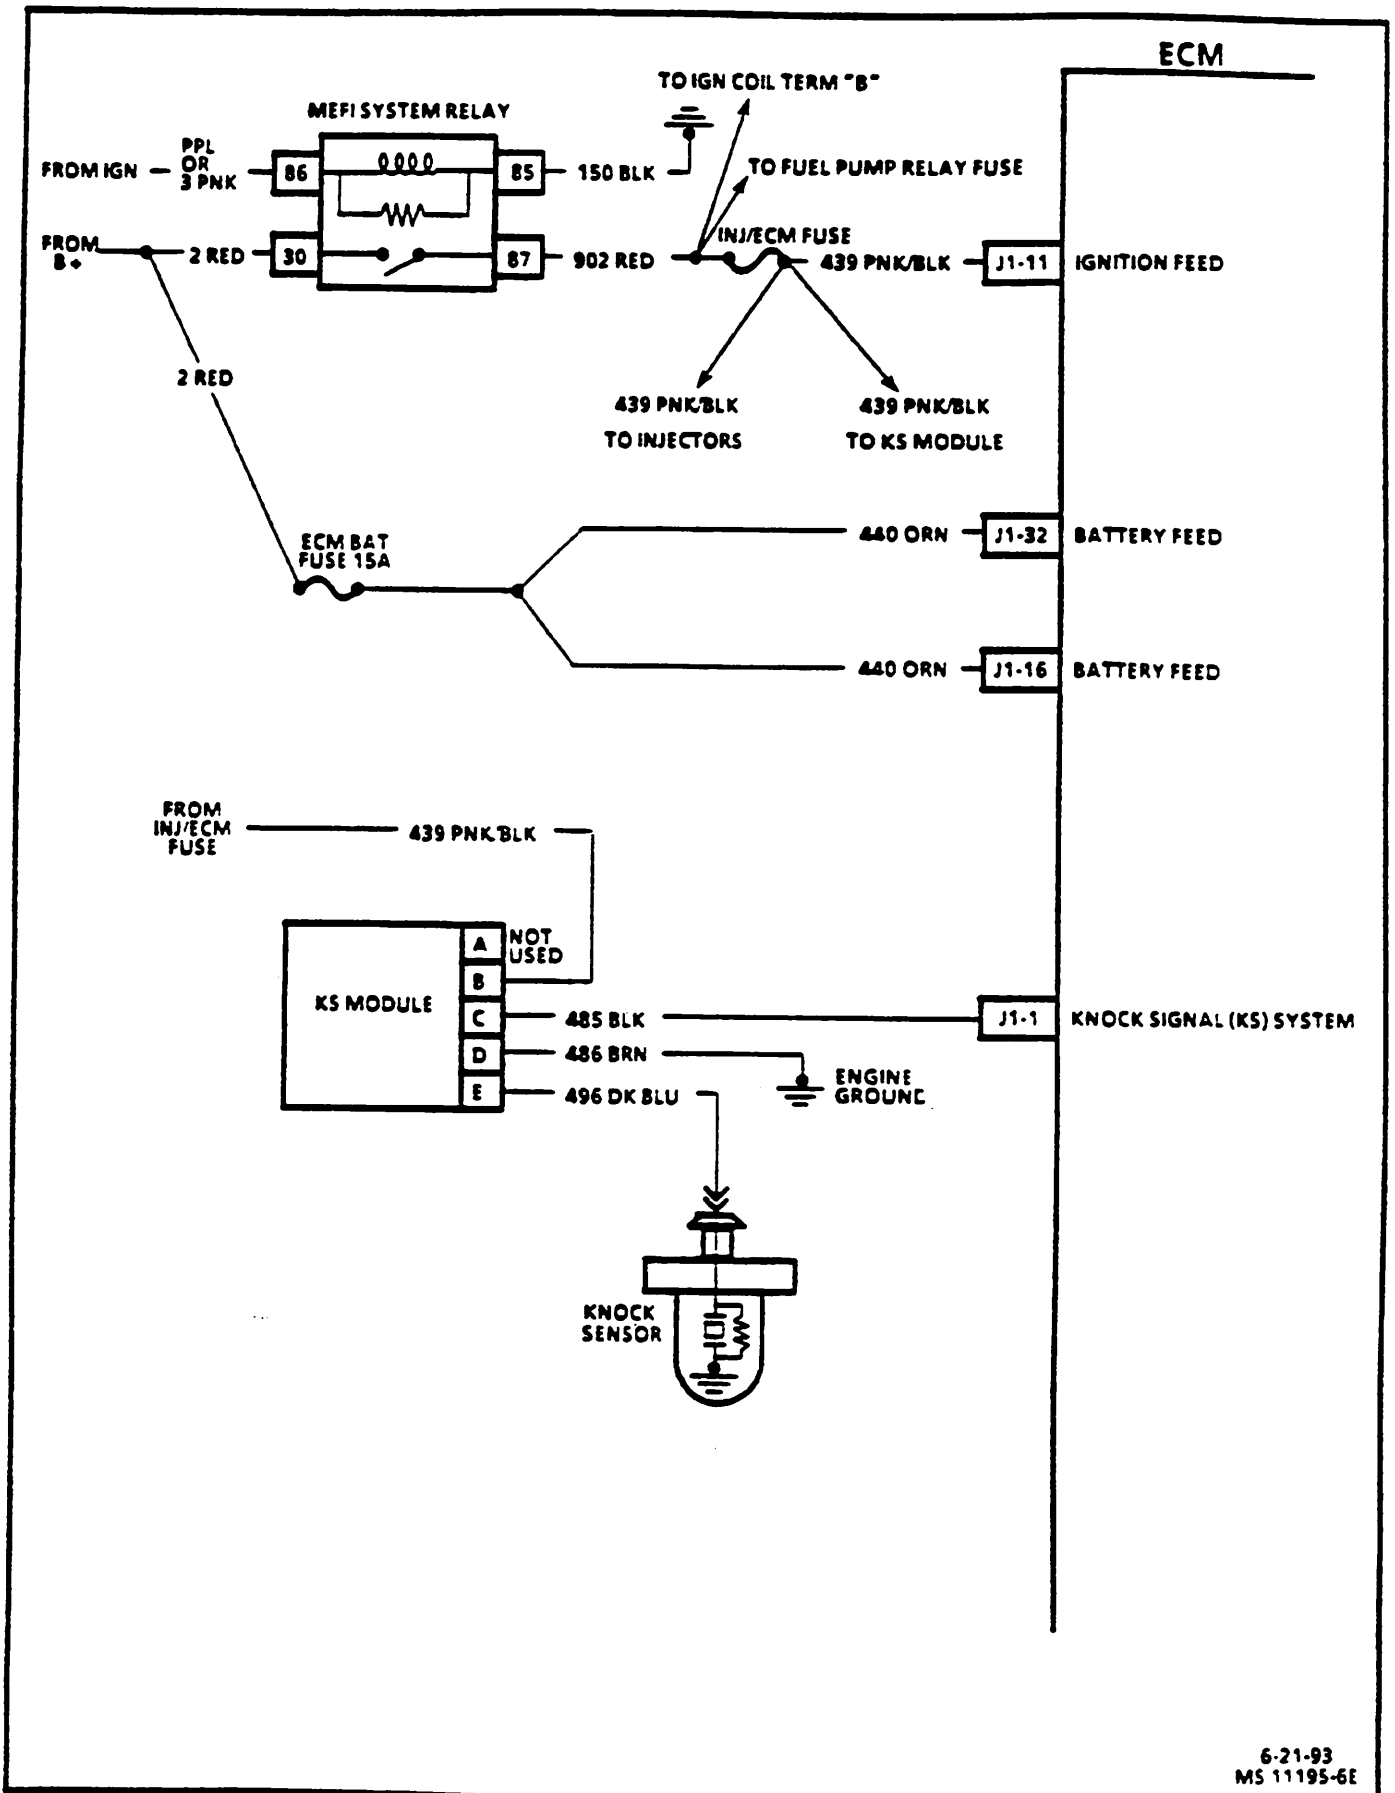 ECM
TO IGN COIL TERM "B"
MEFI SYSTEM RELAY
FROM IGN
PPL
OR
3 PNK
86
85
150 BLK
TO FUEL PUMP RELAY FUSE
FROM
B+
2 RED
30
87
902 RED
INJ/ECM FUSE
439 PNK/BLK
J1-11
IGNITION FEED
2 RED
439 PNK/BLK
TO INJECTORS
439 PNK/BLK
TO KS MODULE
ECM BAT
FUSE 15A
440 ORN
J1-32
BATTERY FEED
440 ORN
J1-16
BATTERY FEED
FROM
INJ/ECM
FUSE
439 PNK/BLK
KS MODULE
A
NOT
USED
B
C
485 BLK
J1-1
KNOCK SIGNAL (KS) SYSTEM
D
486 BRN
ENGINE
GROUND
E
496 DK BLU
KNOCK
SENSOR
6-21-93
MS 11195-6E